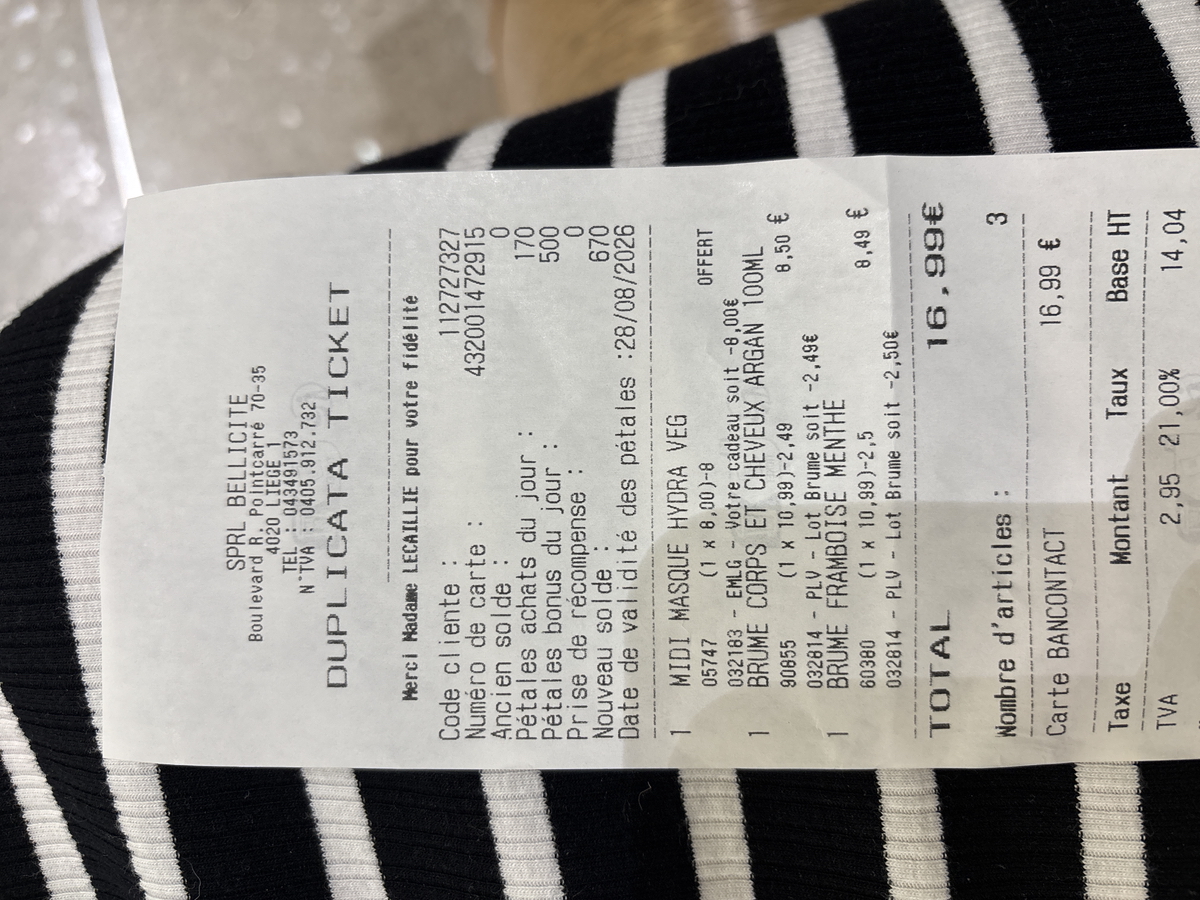 SPRL BELLICITE
Boulevard R. Pointcarré 70-35
4020 LIEGE 1
TEL : 043491573
N°TVA : 0405.912.732
DUPLICATA TICKET
Merci Madame LECAILLIE pour votre fidélité
Code cliente : 112727327
Numéro de carte : 432001472915
Ancien solde : 0
Pétales achats du jour : 170
Pétales bonus du jour : 500
Prise de récompense : 0
Nouveau solde : 670
Date de validité des pétales :28/08/2026
1 MIDI MASQUE HYDRA VEG
05747 (1 x 8,00)-8 OFFERT
032183 - EMLG - Votre cadeau soit -8,00€
1 BRUME CORPS ET CHEVEUX ARGAN 100ML
90855 (1 x 10,99)-2,49 8,50 €
032814 - PLV - Lot Brume soit -2,49€
1 BRUME FRAMBOISE MENTHE
60380 (1 x 10,99)-2,5 8,49 €
032814 - PLV - Lot Brume soit -2,50€
TOTAL 16,99€
Nombre d'articles : 3
Carte BANCONTACT 16,99 €
Taxe Montant Taux Base HT
TVA 2,95 21,00% 14,04